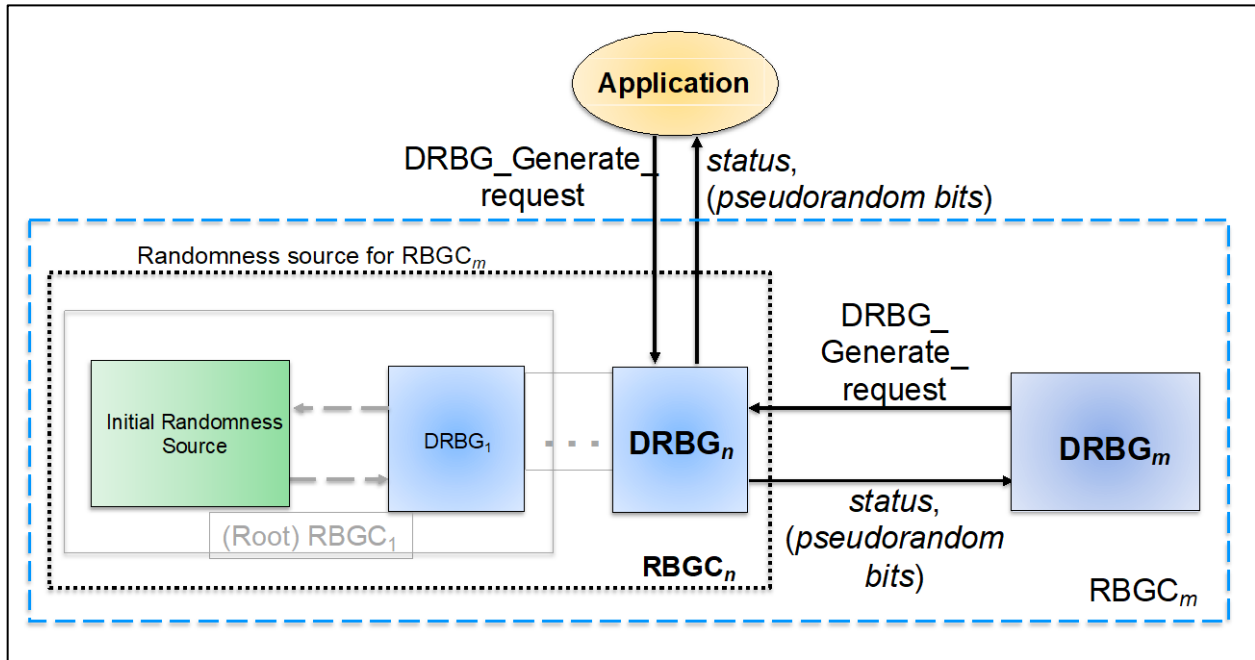 Application
DRBG_Generate_
request
status,
(pseudorandom bits)
Randomness source for RBGCm
DRBG_
Generate_
request
Initial Randomness
Source
DRBG1
- - -
DRBGn
DRBGm
status,
(pseudorandom
bits)
(Root) RBGC1
RBGCn
RBGCm